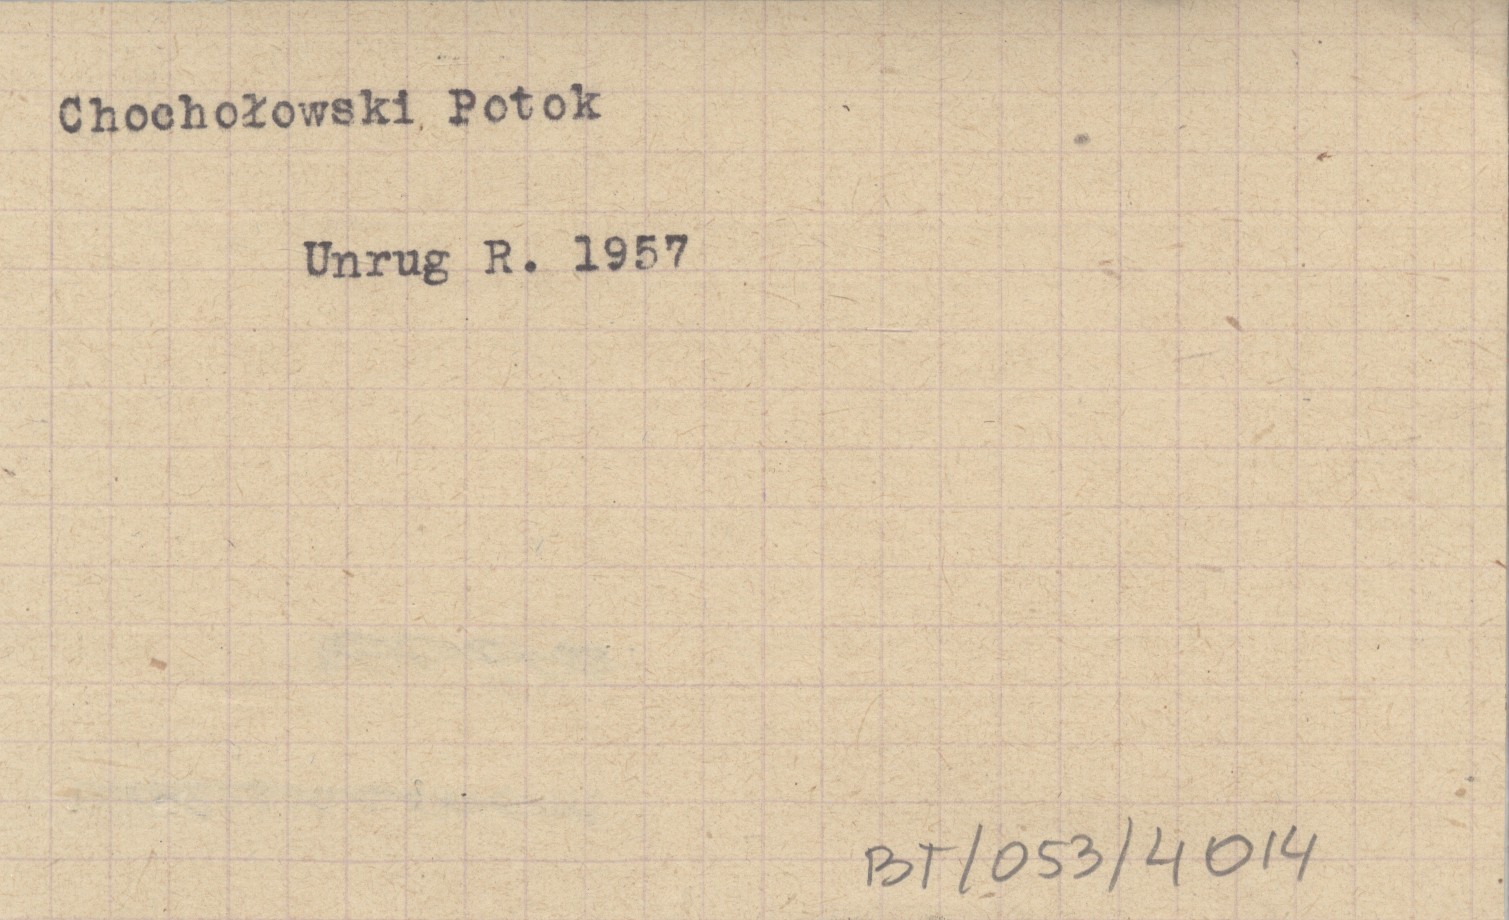 Chochołowski Potok
Unrug R. 1957
BT/053/4014